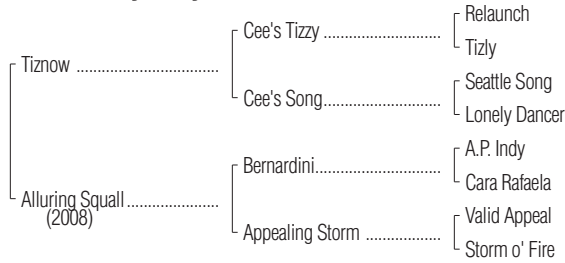 Relaunch
Cee's Tizzy
Tizly
Tiznow
Seattle Song
Cee's Song
Lonely Dancer
A.P. Indy
Bernardini
Cara Rafaela
Alluring Squall
(2008)
Valid Appeal
Appealing Storm
Storm o' Fire